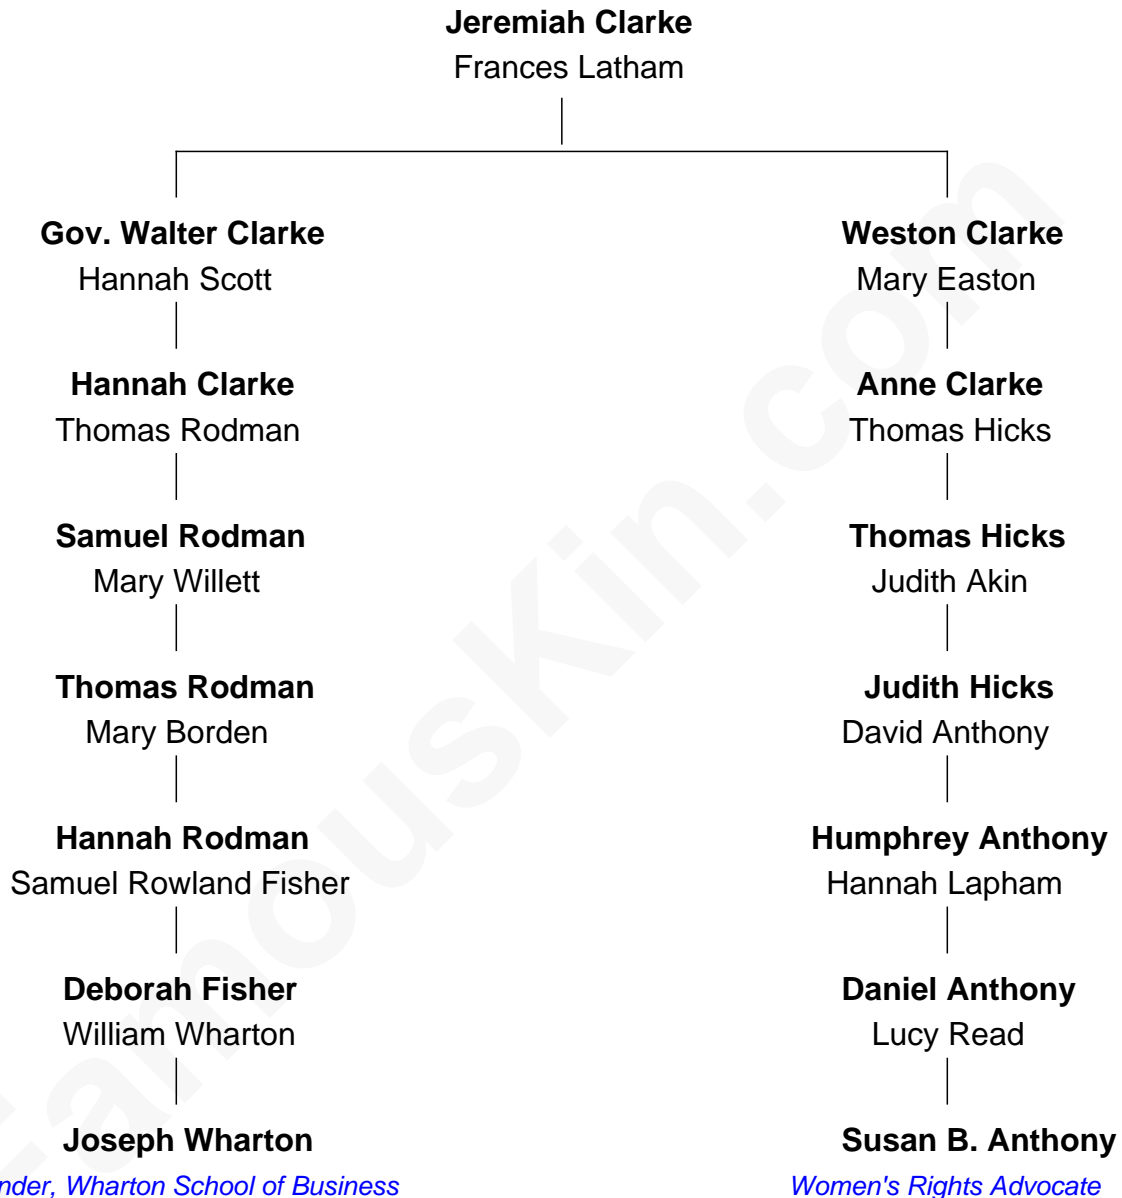 Jeremiah Clarke
Frances Latham
Gov. Walter Clarke
Hannah Scott
Weston Clarke
Mary Easton
Hannah Clarke
Thomas Rodman
Anne Clarke
Thomas Hicks
Samuel Rodman
Mary Willett
Thomas Hicks
Judith Akin
Thomas Rodman
Mary Borden
Judith Hicks
David Anthony
Hannah Rodman
Samuel Rowland Fisher
Humphrey Anthony
Hannah Lapham
Deborah Fisher
William Wharton
Daniel Anthony
Lucy Read
Joseph Wharton
nder, Wharton School of Business
Susan B. Anthony
Women's Rights Advocate
FamousKin.com